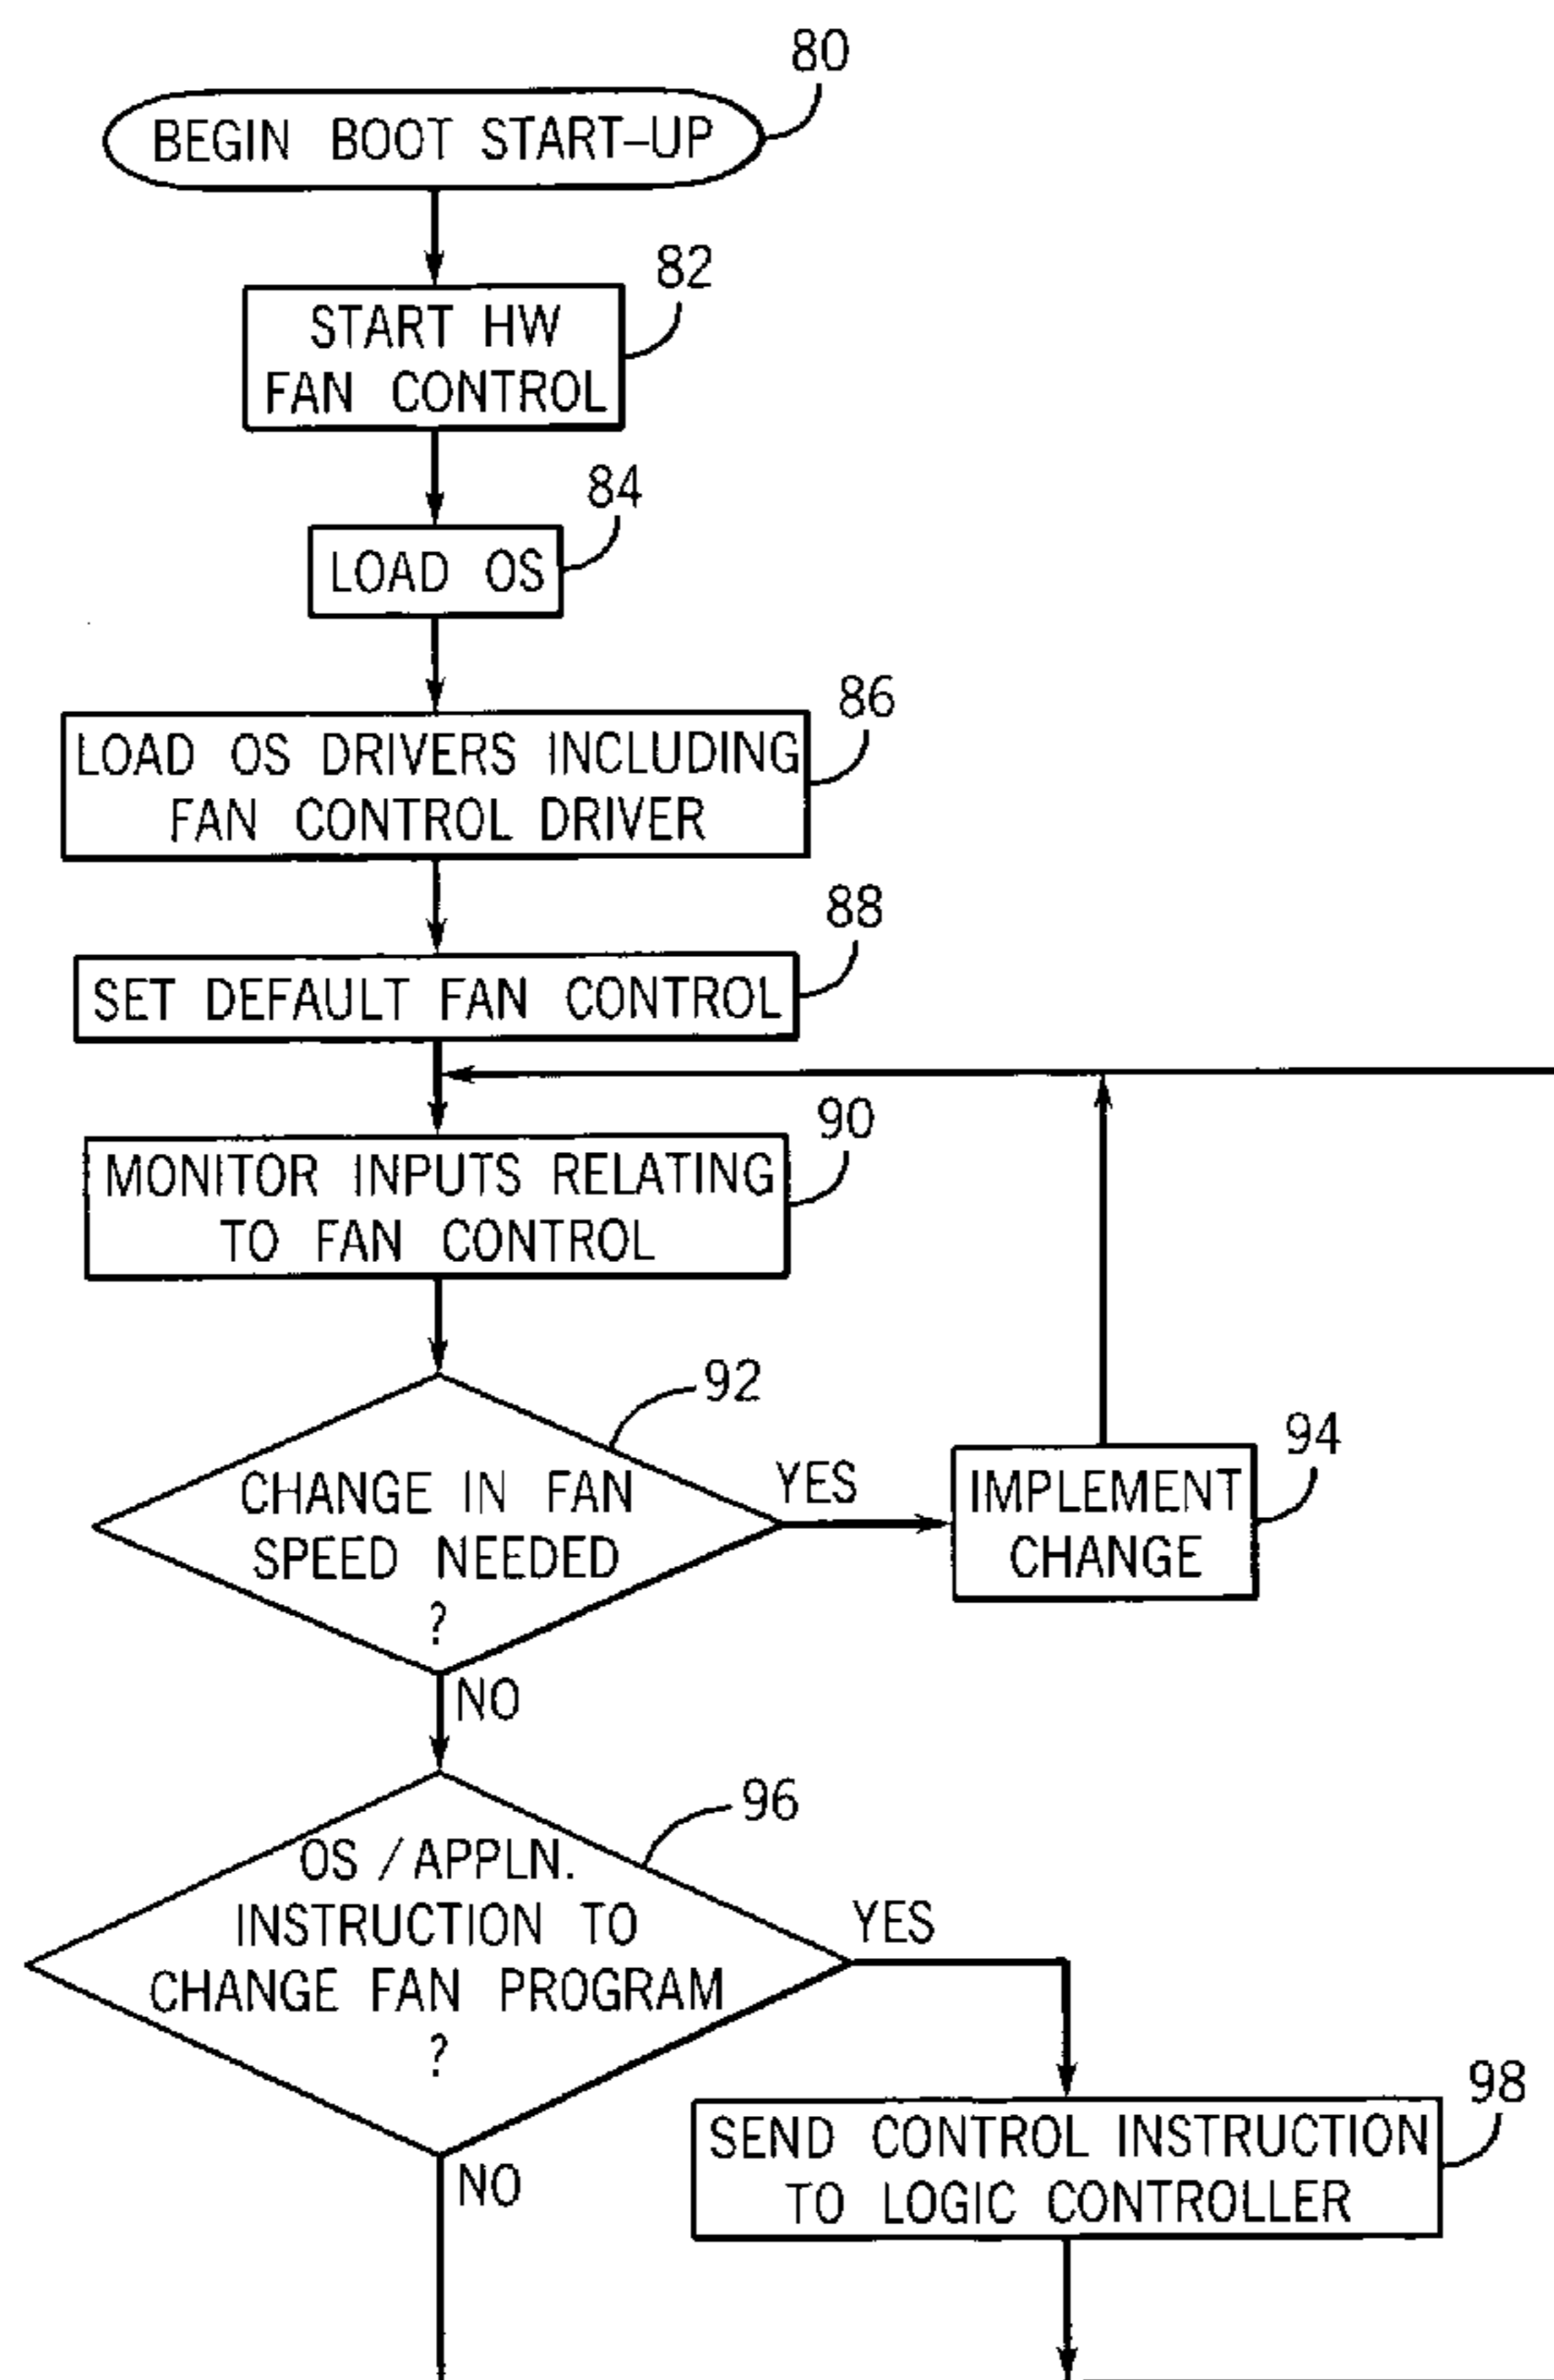 80
BEGIN BOOT START-UP
82
START HW
FAN CONTROL
84
LOAD OS
86
LOAD OS DRIVERS INCLUDING
FAN CONTROL DRIVER
88
SET DEFAULT FAN CONTROL
90
MONITOR INPUTS RELATING
TO FAN CONTROL
92
CHANGE IN FAN
SPEED NEEDED
?
YES
94
IMPLEMENT
CHANGE
NO
96
OS / APPLN.
INSTRUCTION TO
CHANGE FAN PROGRAM
?
YES
98
SEND CONTROL INSTRUCTION
TO LOGIC CONTROLLER
NO